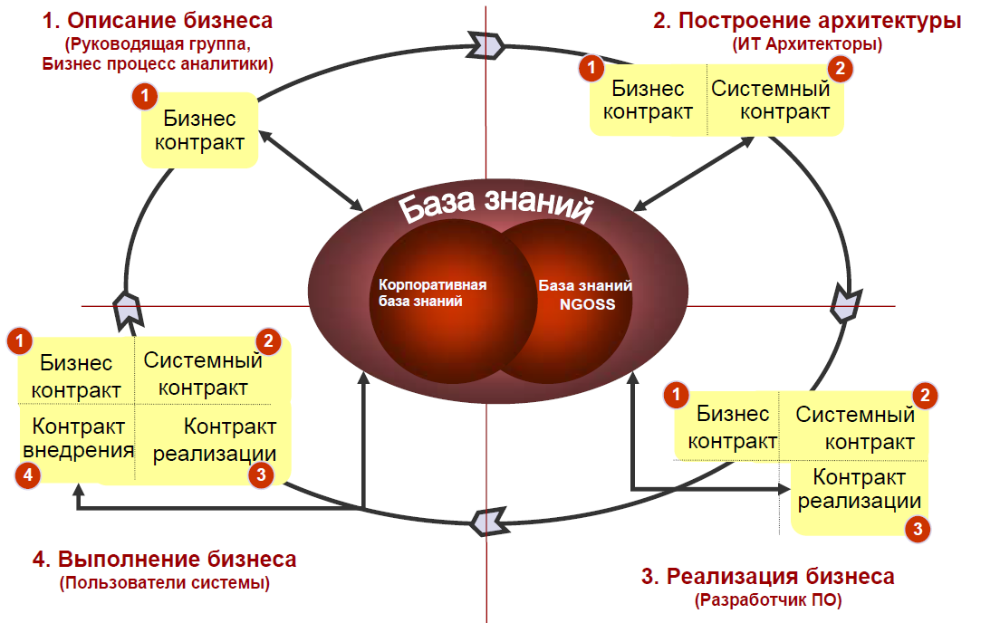 1. Описание бизнеса
(Руководящая группа,
Бизнес процесс аналитики)
1
Бизнес
контракт
2. Построение архитектуры
(ИТ Архитекторы)
1
2
Бизнес
контракт
Системный
контракт
База знаний
Корпоративная
база знаний
База знаний
NGOSS
1
2
Бизнес
контракт
Системный
контракт
Контракт
внедрения
Контракт
реализации
4
3
1
2
Бизнес
контракт
Системный
контракт
Контракт
реализации
3
4. Выполнение бизнеса
(Пользователи системы)
3. Реализация бизнеса
(Разработчик ПО)